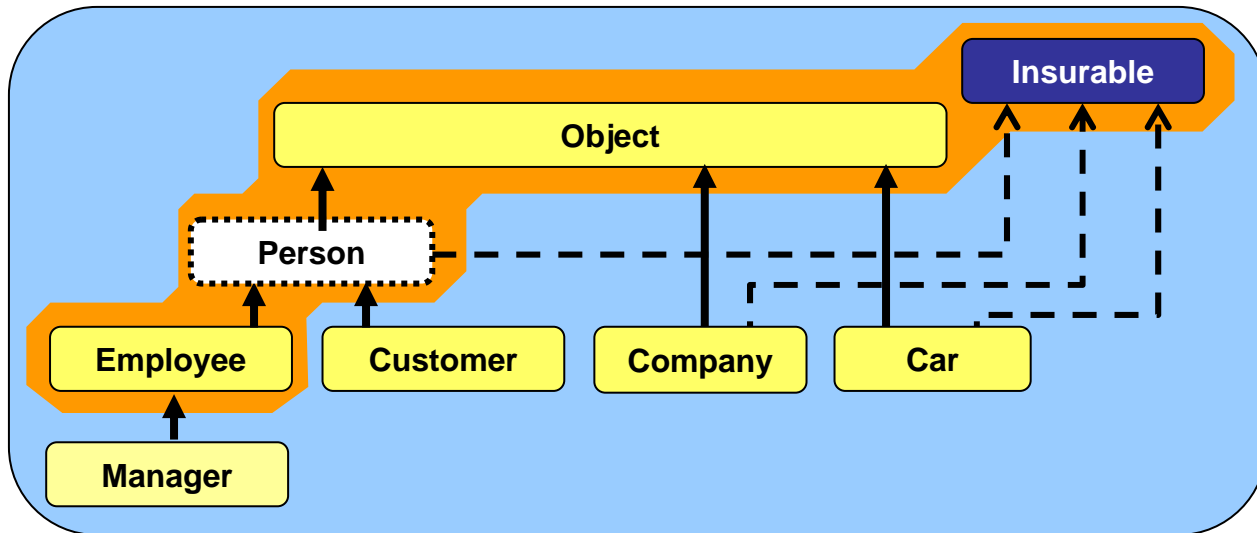 Insurable
Object
Person
Employee
Customer
Company
Car
Manager